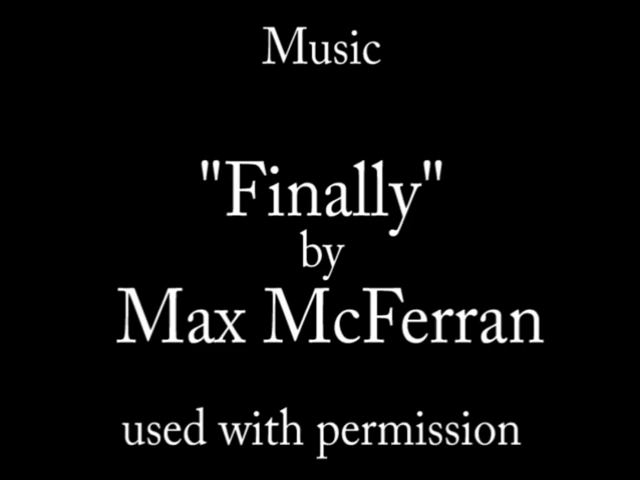 Music
"Finally"
by
Max McFerran
used with permission